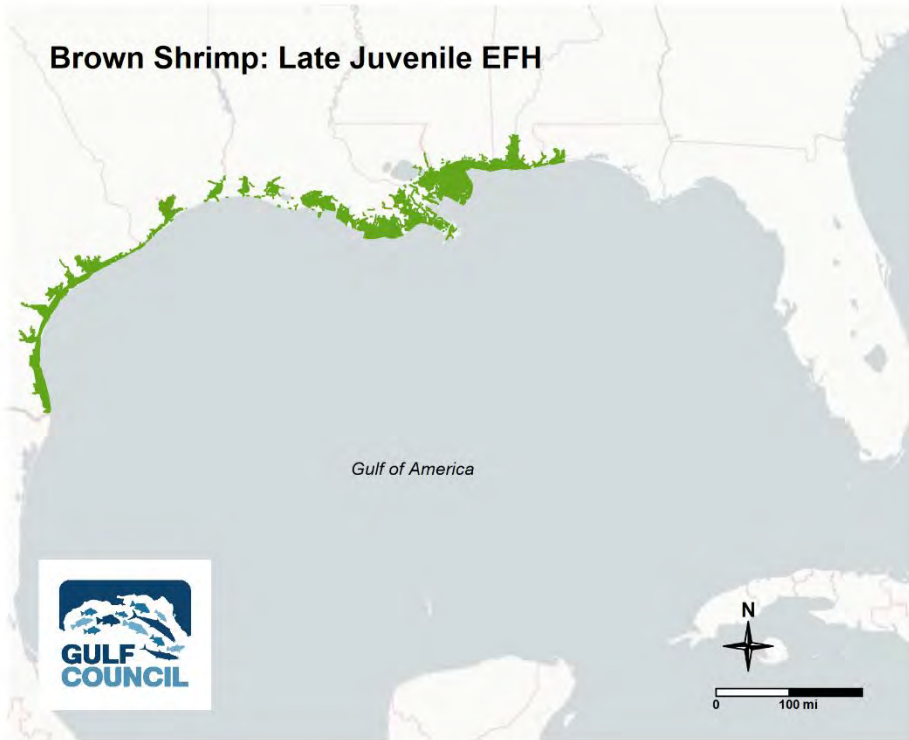 Brown Shrimp: Late Juvenile EFH
Gulf of America
GULF
COUNCIL
N
0 100 mi